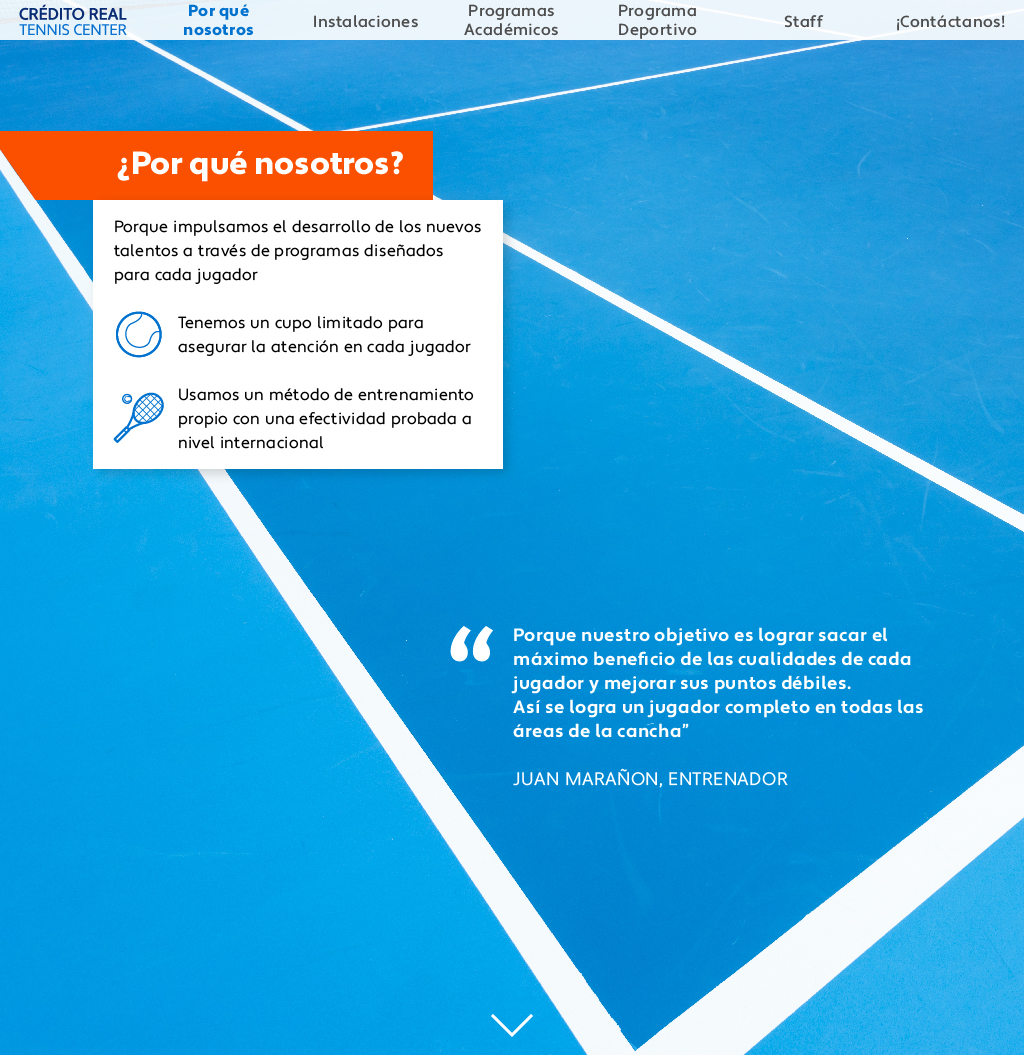 CRÉDITO REAL
TENNIS CENTER
Por qué
nosotros
Instalaciones
Programas
Académicos
Programa
Deportivo
Staff
¡Contáctanos!
¿Por qué nosotros?
Porque impulsamos el desarrollo de los nuevos
talentos a través de programas diseñados
para cada jugador
Tenemos un cupo limitado para
asegurar la atención en cada jugador
Usamos un método de entrenamiento
propio con una efectividad probada a
nivel internacional
“ Porque nuestro objetivo es lograr sacar el
máximo beneficio de las cualidades de cada
jugador y mejorar sus puntos débiles.
Así se logra un jugador completo en todas las
áreas de la cancha”
JUAN MARAÑON, ENTRENADOR